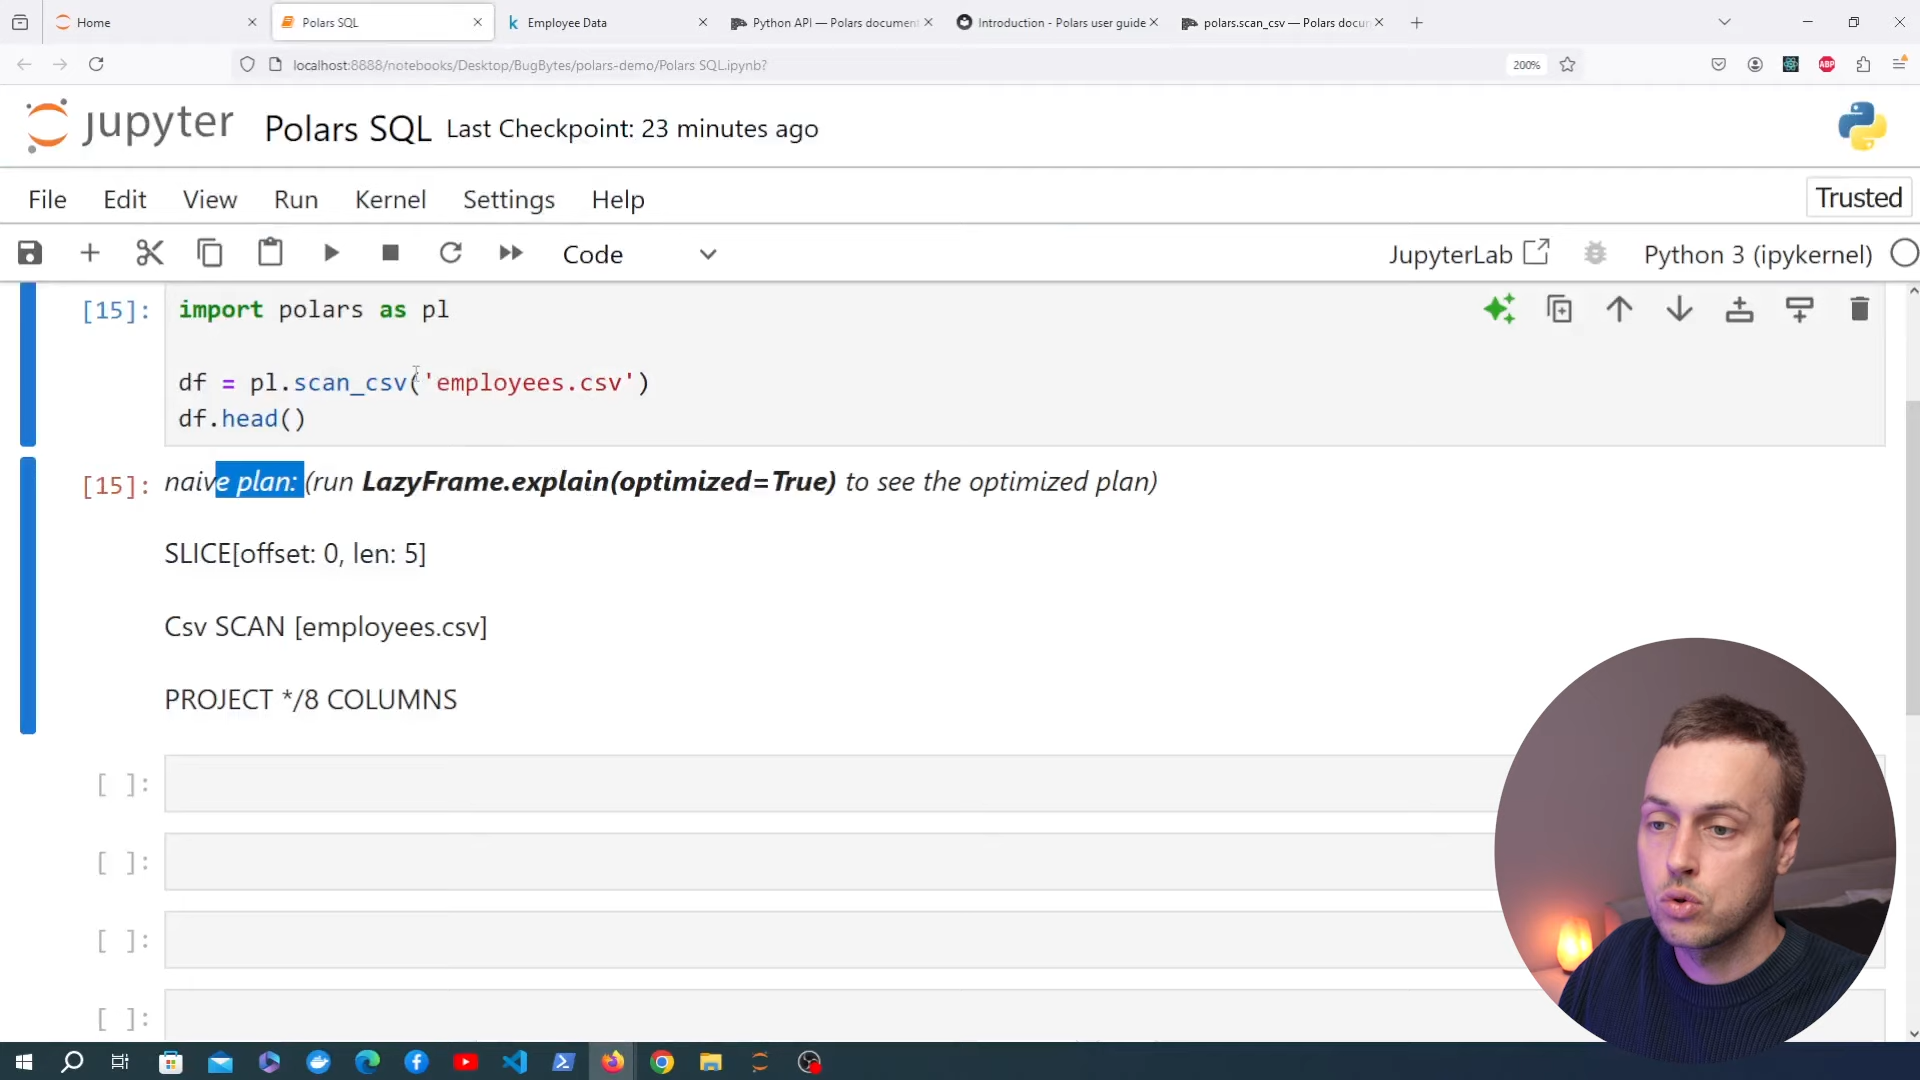 Home
Polars SQL
Employee Data
Python API — Polars document
Introduction - Polars user guide
polars.scan_csv — Polars docum
localhost:8888/notebooks/Desktop/BugBytes/polars-demo/Polars SQL.ipynb?
200%
ABP
jupyter Polars SQL Last Checkpoint: 23 minutes ago
File Edit View Run Kernel Settings Help
Trusted
Code
JupyterLab
Python 3 (ipykernel)
[15]: import polars as pl
df = pl.scan_csv('employees.csv')
df.head()
[15]: naive plan: (run LazyFrame.explain(optimized=True) to see the optimized plan)
SLICE[offset: 0, len: 5]
Csv SCAN [employees.csv]
PROJECT */8 COLUMNS
[ ]:
[ ]:
[ ]:
[ ]: